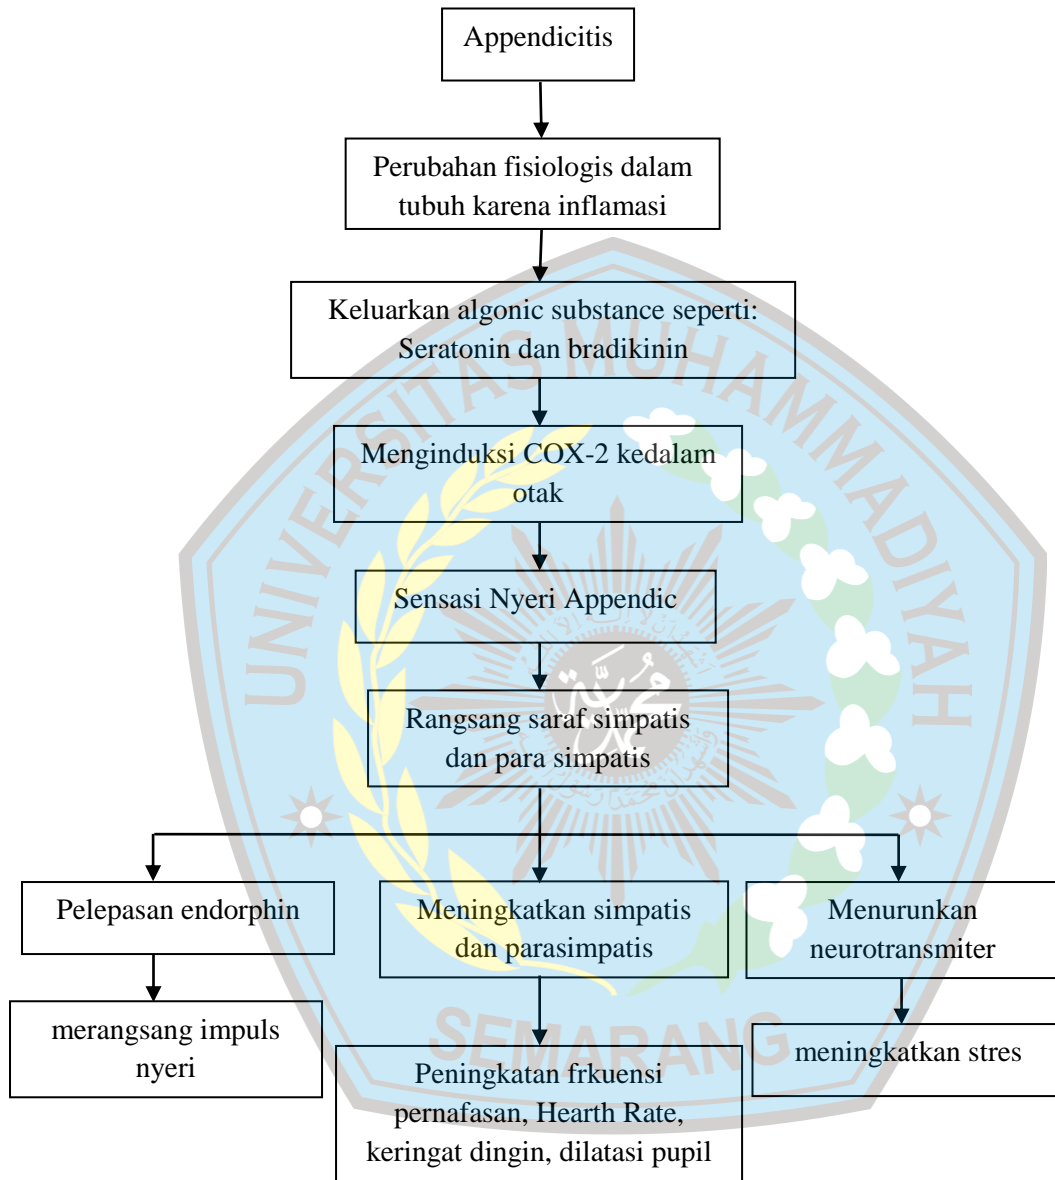 Appendicitis
Perubahan fisiologis dalam
tubuh karena inflamasi
Keluarkan algonic substance seperti:
Seratonin dan bradikinin
Menginduksi COX-2 kedalam
otak
Sensasi Nyeri Appendic
Rangsang saraf simpatis
dan para simpatis
Pelepasan endorphin
Meningkatkan simpatis
dan parasimpatis
Menurunkan
neurotransmiter
merangsang impuls
nyeri
Peningkatan frkuensi
pernafasan, Hearth Rate,
keringat dingin, dilatasi pupil
meningkatkan stres
UNIVERSITAS MUHAMMADIYAH
SEMARANG
محمدية